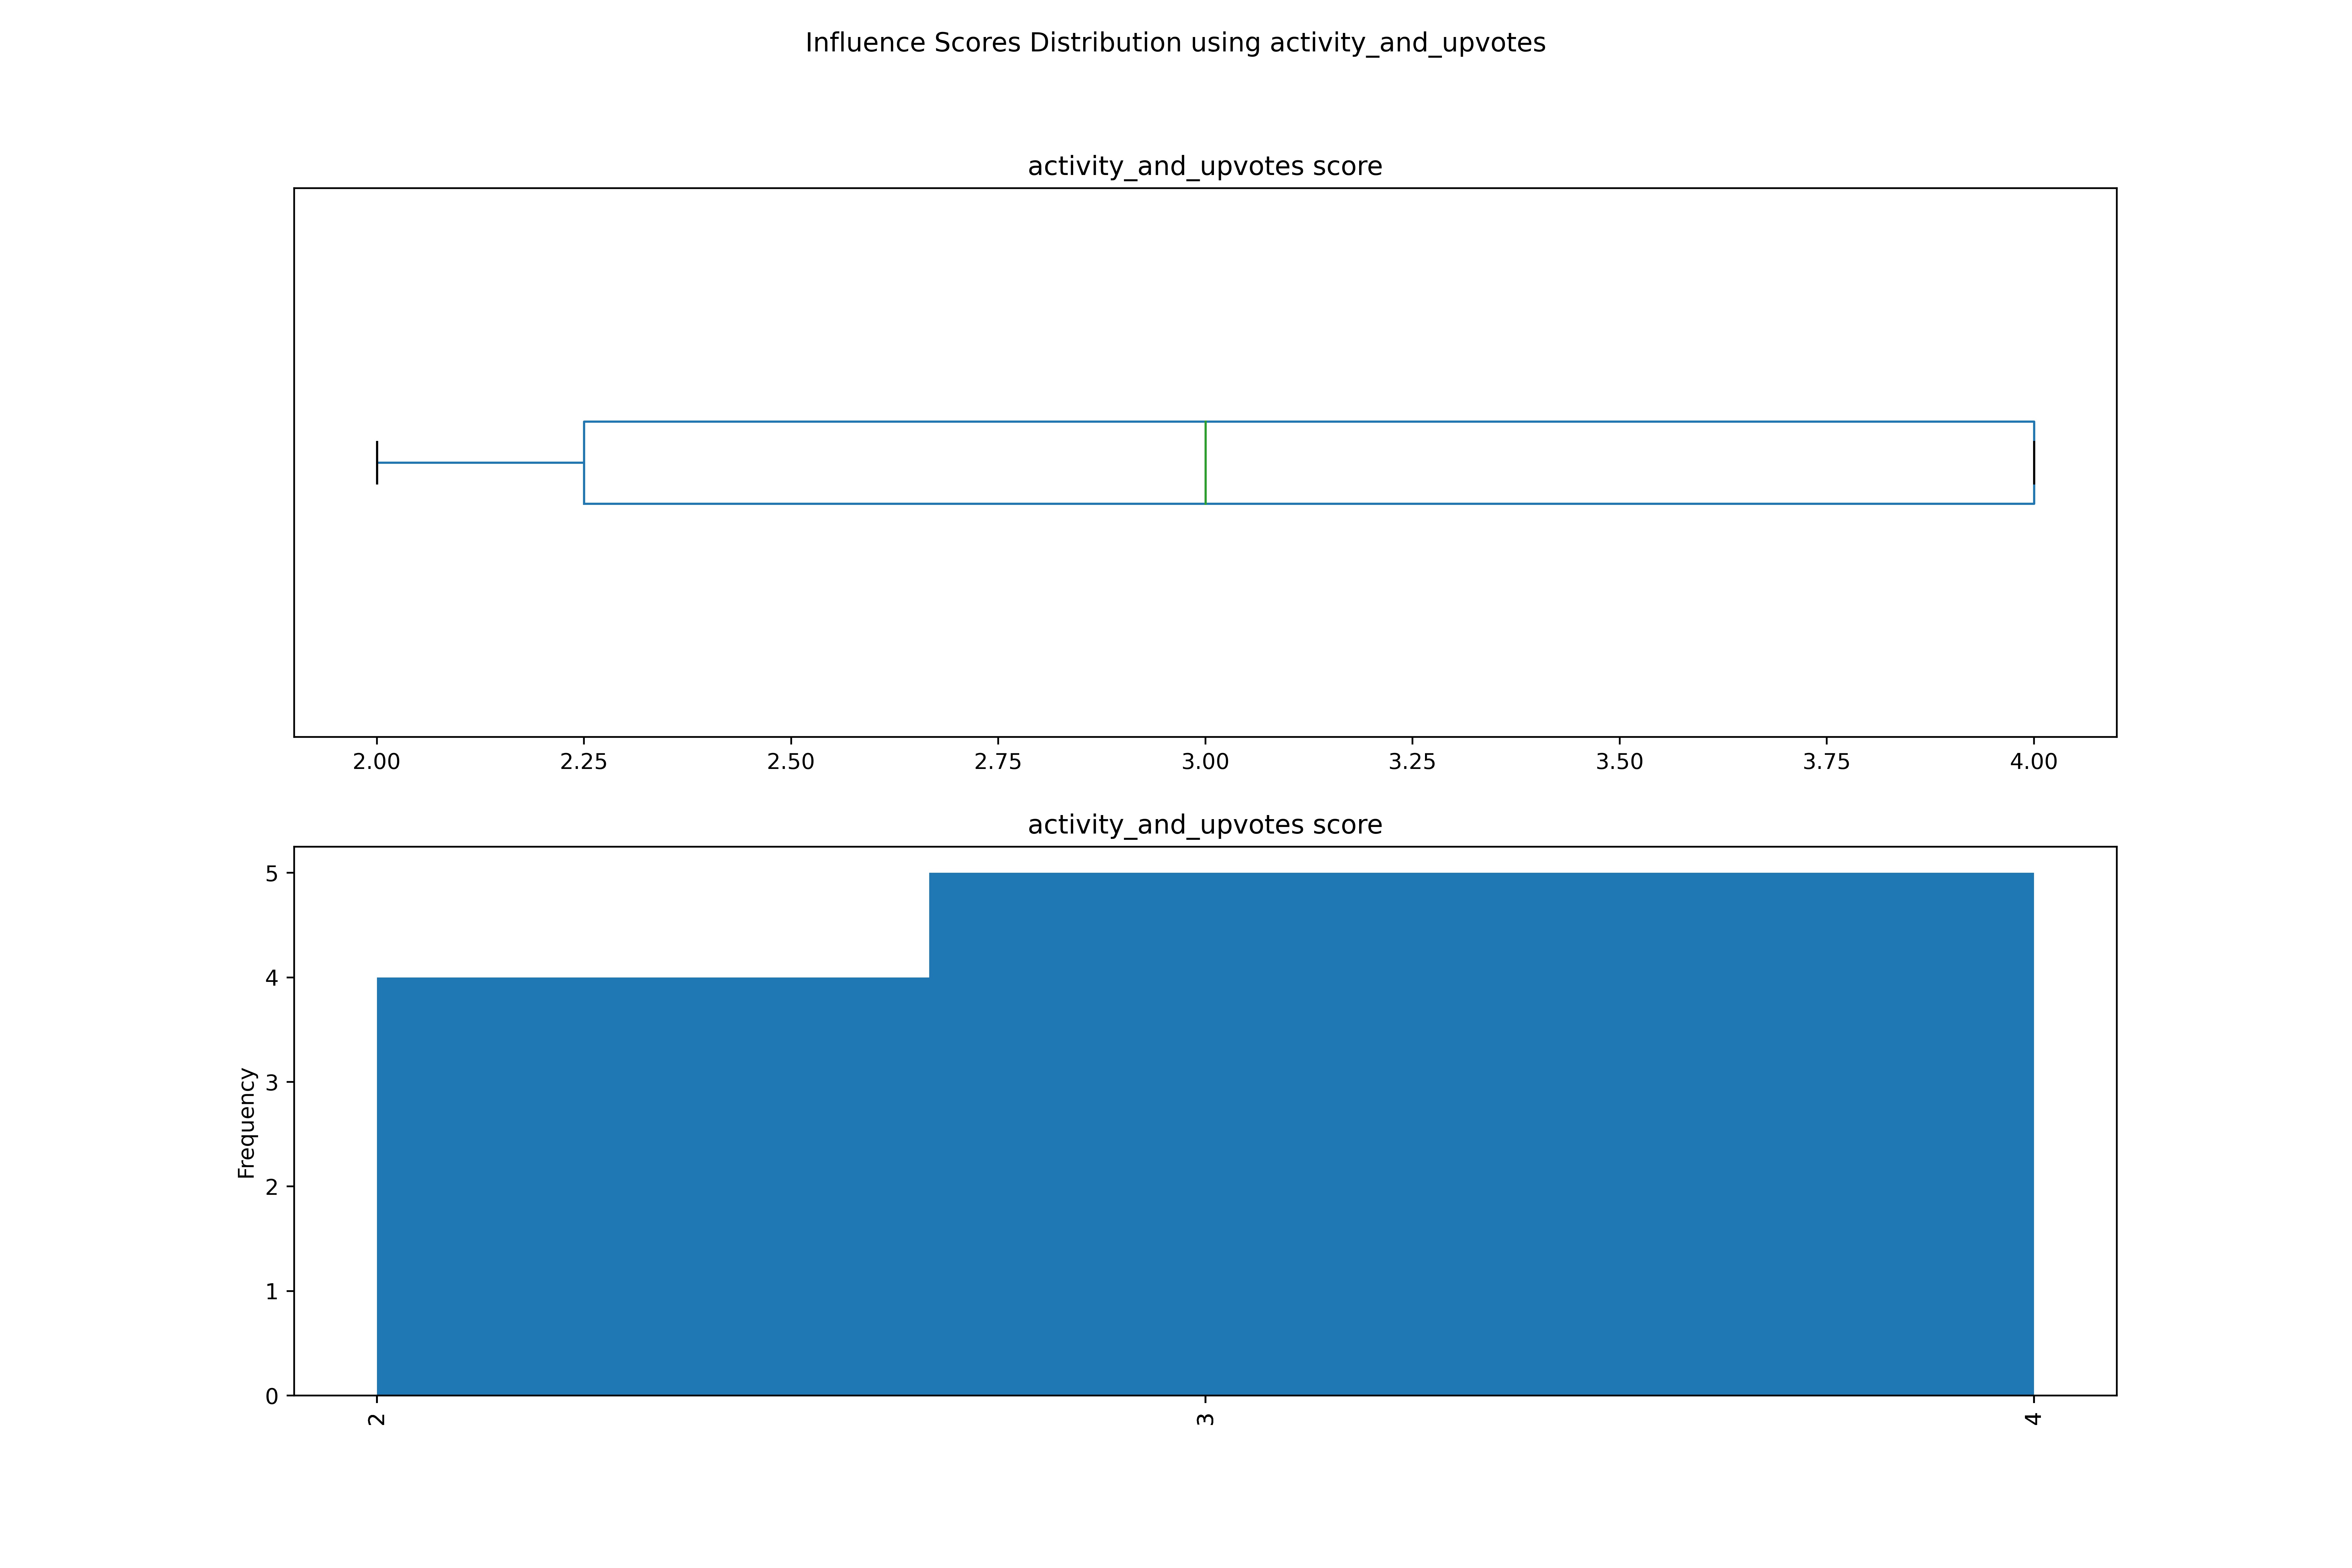 Influence Scores Distribution using activity_and_upvotes
activity_and_upvotes score
2.00 2.25 2.50 2.75 3.00 3.25 3.50 3.75 4.00
activity_and_upvotes score
5
4
3
2
1
0
Frequency
2 3 4